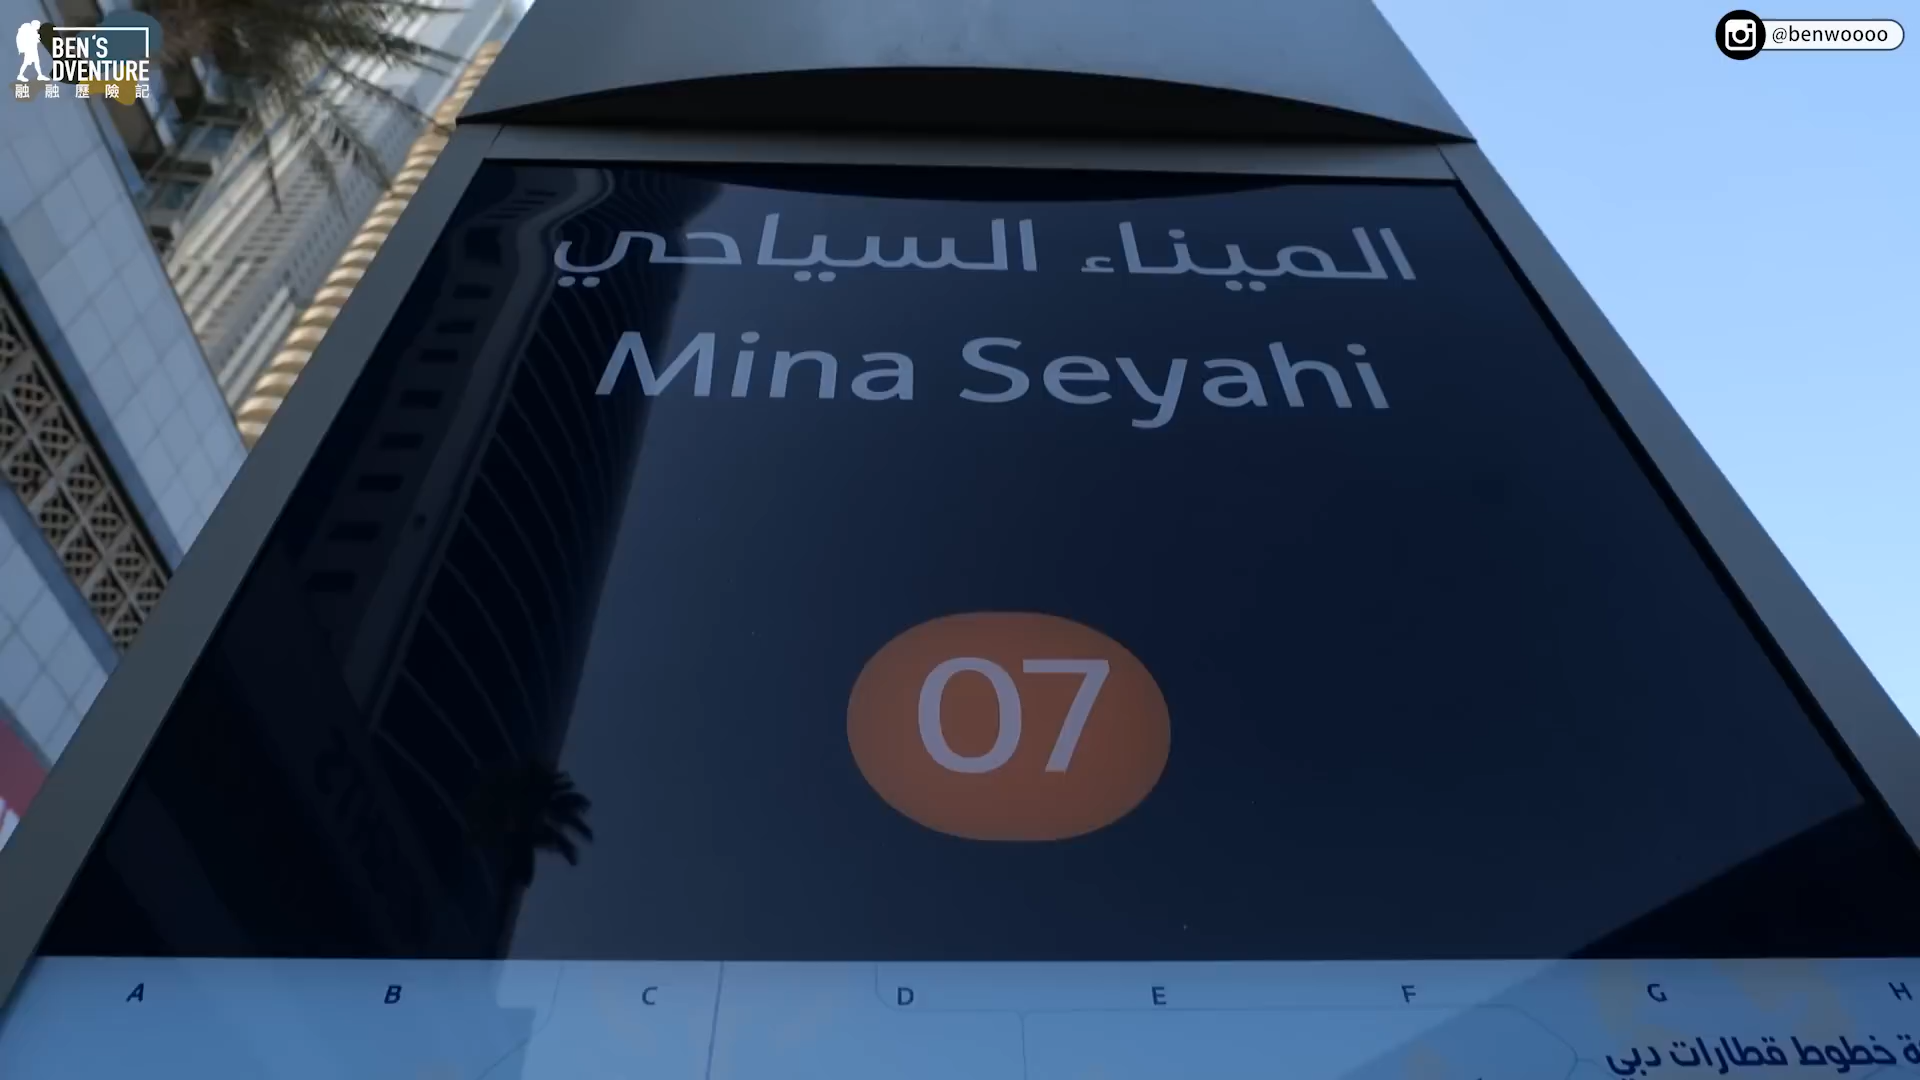 BEN'S
DVENTURE
融融歷險記
@benwoooo
الميناء السياحي
Mina Seyahi
07
A B C D E F G H
خطوط قطارات دبي